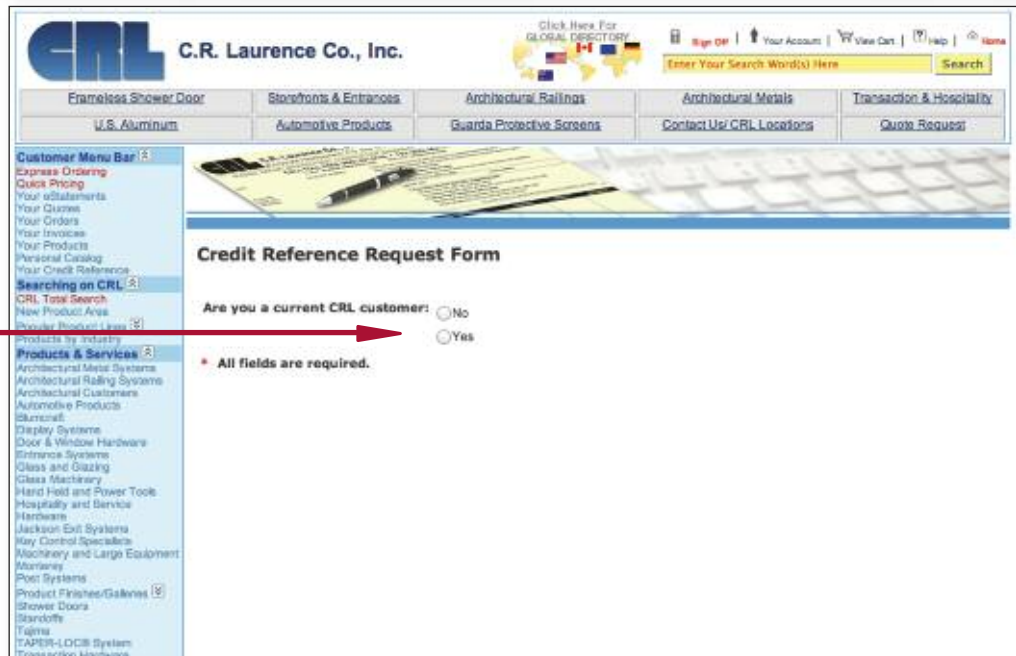 Click Here For
GLOBAL DIRECTORY
CRL
C.R. Laurence Co., Inc.
Sign Off | Your Account | View Cart | Help | Home
Enter Your Search Word(s) Here
Search
Frameless Shower Door
Storefronts & Entrances
Architectural Railings
Architectural Metals
Transaction & Hospitality
U.S. Aluminum
Automotive Products
Guarda Protective Screens
Contact Us/ CRL Locations
Quote Request
Customer Menu Bar
Express Ordering
Quick Pricing
Your eStatements
Your Quotes
Your Orders
Your Invoices
Your Products
Personal Catalog
Your Credit Reference
Searching on CRL
CRL Total Search
New Product Area
Popular Product Lines
Products by Industry
Products & Services
Architectural Metal Systems
Architectural Railing Systems
Architectural Customers
Automotive Products
Blumcraft
Display Systems
Door & Window Hardware
Entrance Systems
Glass and Glazing
Glass Machinery
Hand Held and Power Tools
Hospitality and Service
Hardware
Jackson Exit Systems
Key Control Specialists
Machinery and Large Equipment
Monterey
Post Systems
Product Finishes/Galleries
Shower Doors
Standoffs
Tajima
TAPER-LOC® System
Transaction Hardware
CRL
Credit Reference Request Form
Are you a current CRL customer:
No
Yes
* All fields are required.